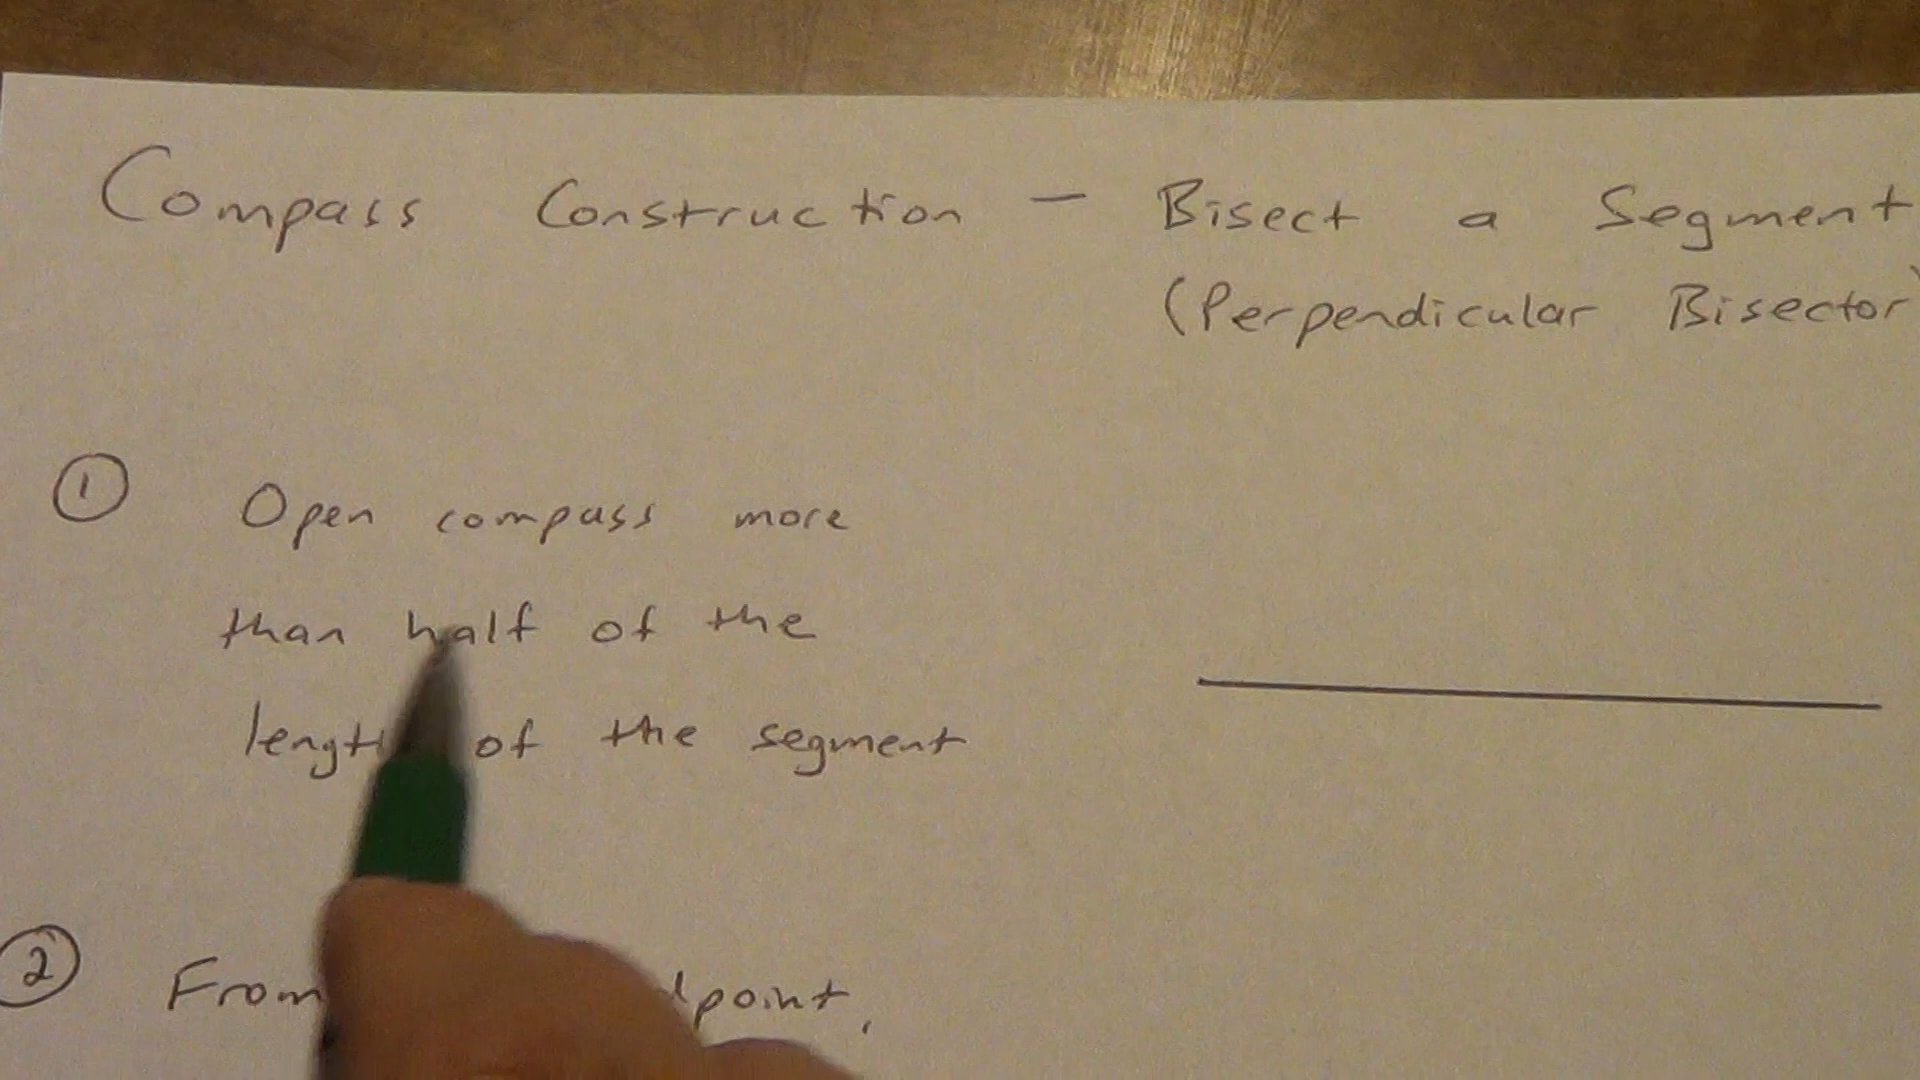 Compass Construction - Bisect a Segment
(Perpendicular Bisector)
① Open compass more
than half of the
length of the segment
② From